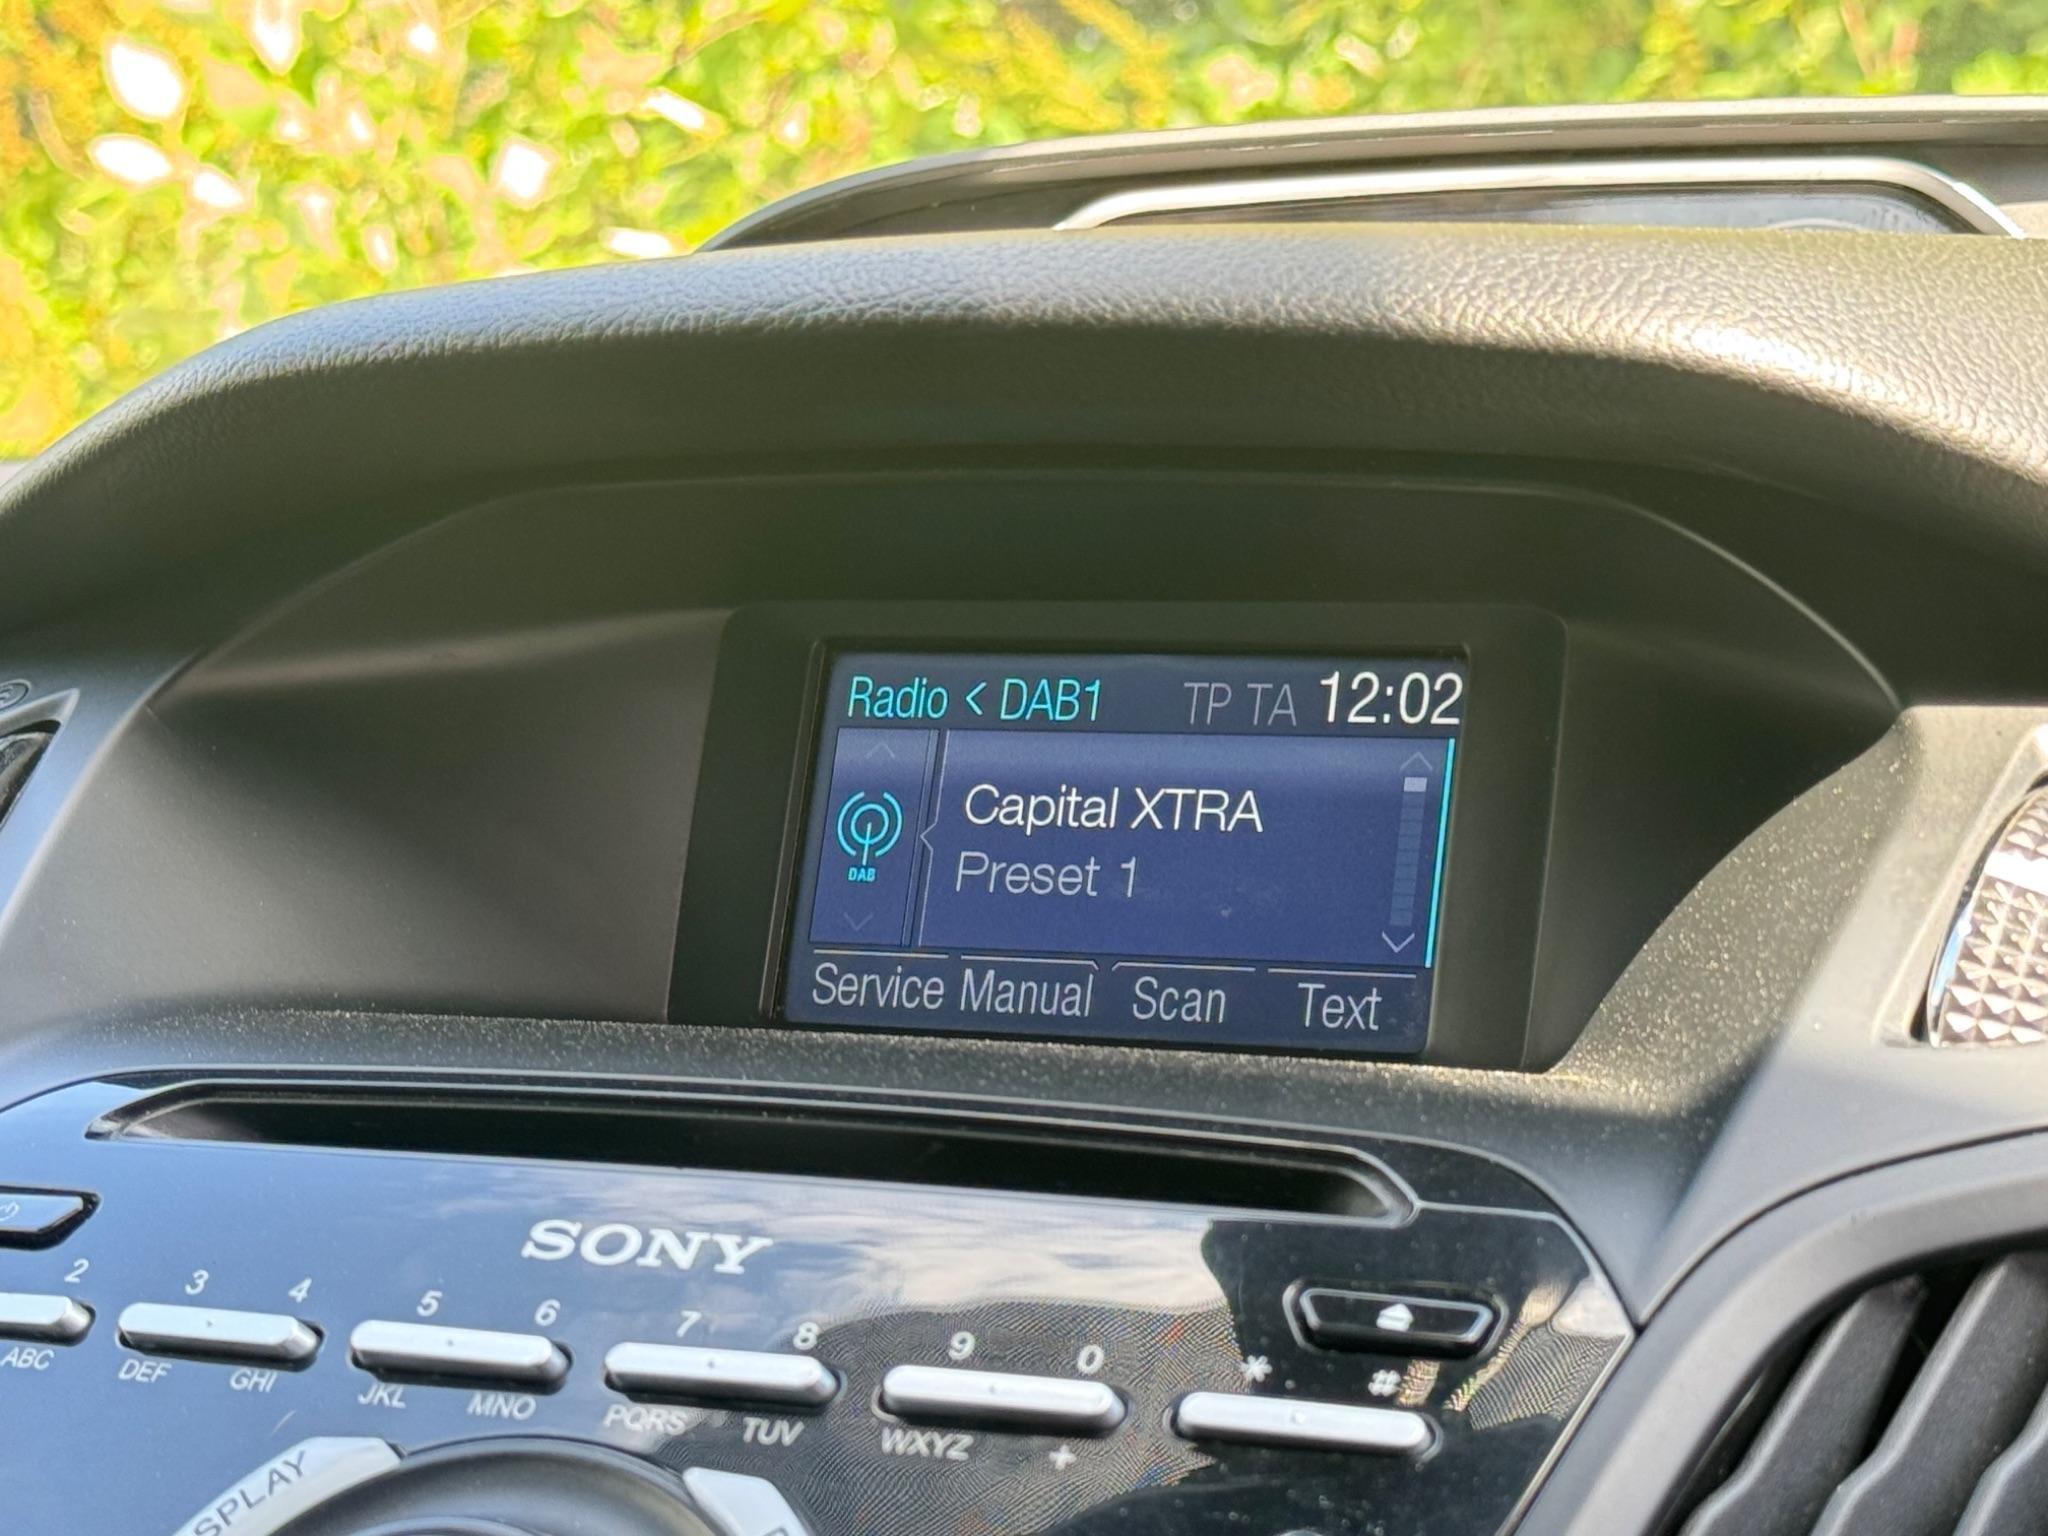 Radio < DAB1 TP TA 12:02
Capital XTRA
DAB
Preset 1
Service Manual Scan Text
SONY
2 3 4 5 6 7 8 9 0 * #
ABC DEF GHI JKL MNO PQRS TUV WXYZ +